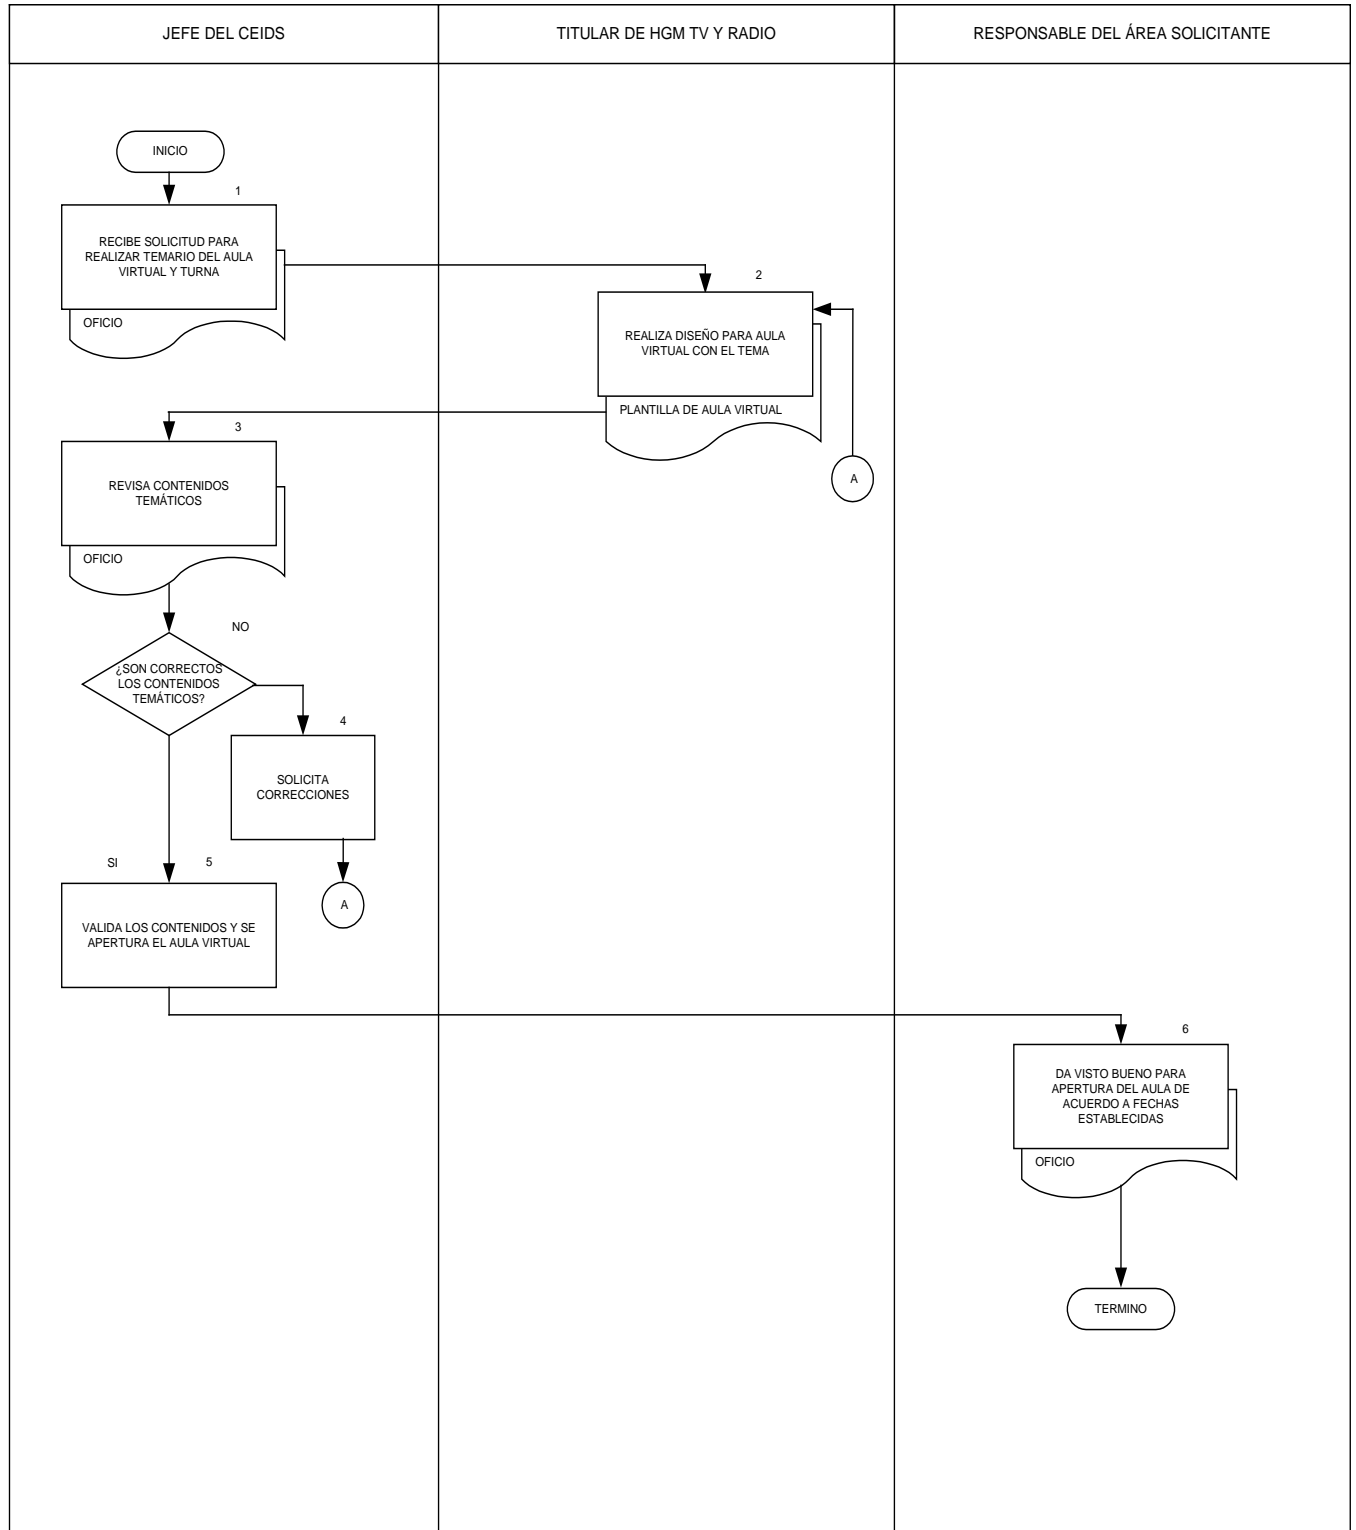 JEFE DEL CEIDS
TITULAR DE HGM TV Y RADIO
RESPONSABLE DEL ÁREA SOLICITANTE
INICIO
1
RECIBE SOLICITUD PARA
REALIZAR TEMARIO DEL AULA
VIRTUAL Y TURNA
OFICIO
2
REALIZA DISEÑO PARA AULA
VIRTUAL CON EL TEMA
PLANTILLA DE AULA VIRTUAL
A
3
REVISA CONTENIDOS
TEMÁTICOS
OFICIO
NO
¿SON CORRECTOS
LOS CONTENIDOS
TEMÁTICOS?
4
SOLICITA
CORRECCIONES
A
SI
5
VALIDA LOS CONTENIDOS Y SE
APERTURA EL AULA VIRTUAL
6
DA VISTO BUENO PARA
APERTURA DEL AULA DE
ACUERDO A FECHAS
ESTABLECIDAS
OFICIO
TERMINO